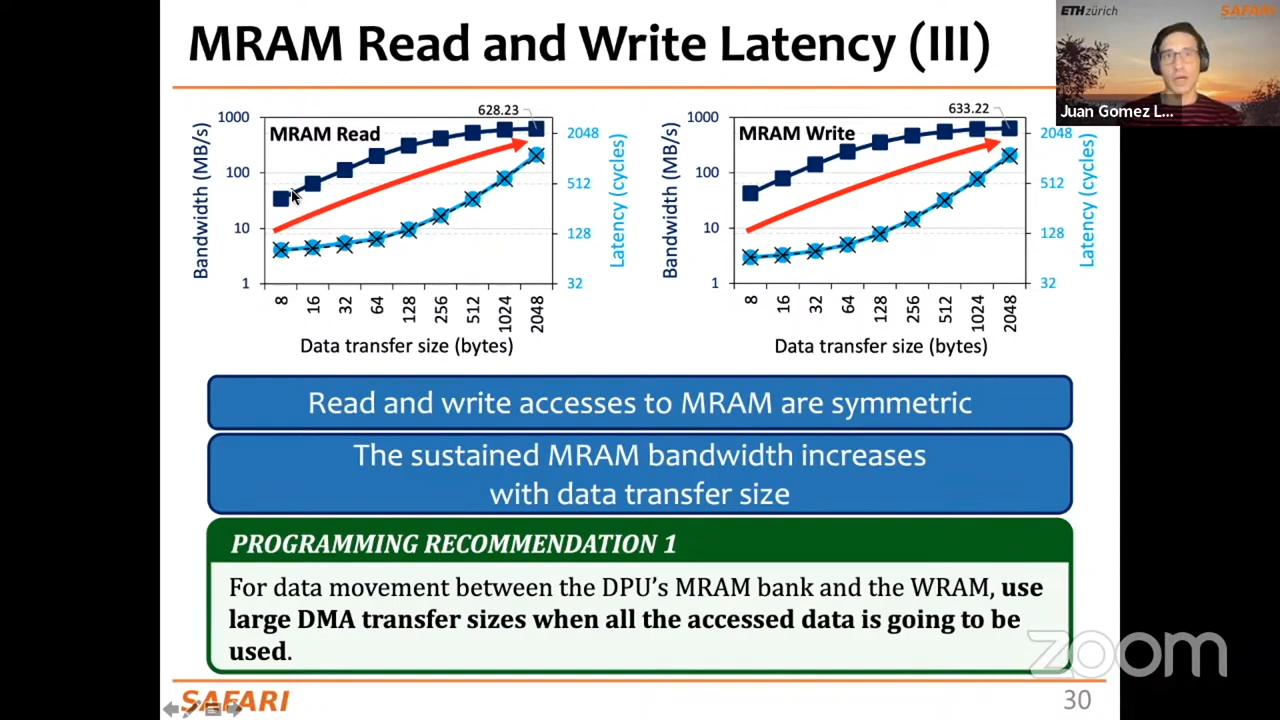 MRAM Read and Write Latency (III)
ETH zürich
SAFARI
Juan Gomez L...
628.23
1000
100
10
1
Bandwidth (MB/s)
MRAM Read
2048
512
128
32
Latency (cycles)
8
16
32
64
128
256
512
1024
2048
Data transfer size (bytes)
633.22
1000
100
10
1
Bandwidth (MB/s)
MRAM Write
2048
512
128
32
Latency (cycles)
8
16
32
64
128
256
512
1024
2048
Data transfer size (bytes)
Read and write accesses to MRAM are symmetric
The sustained MRAM bandwidth increases
with data transfer size
PROGRAMMING RECOMMENDATION 1
For data movement between the DPU's MRAM bank and the WRAM, use
large DMA transfer sizes when all the accessed data is going to be
used.
zoom
SAFARI
30